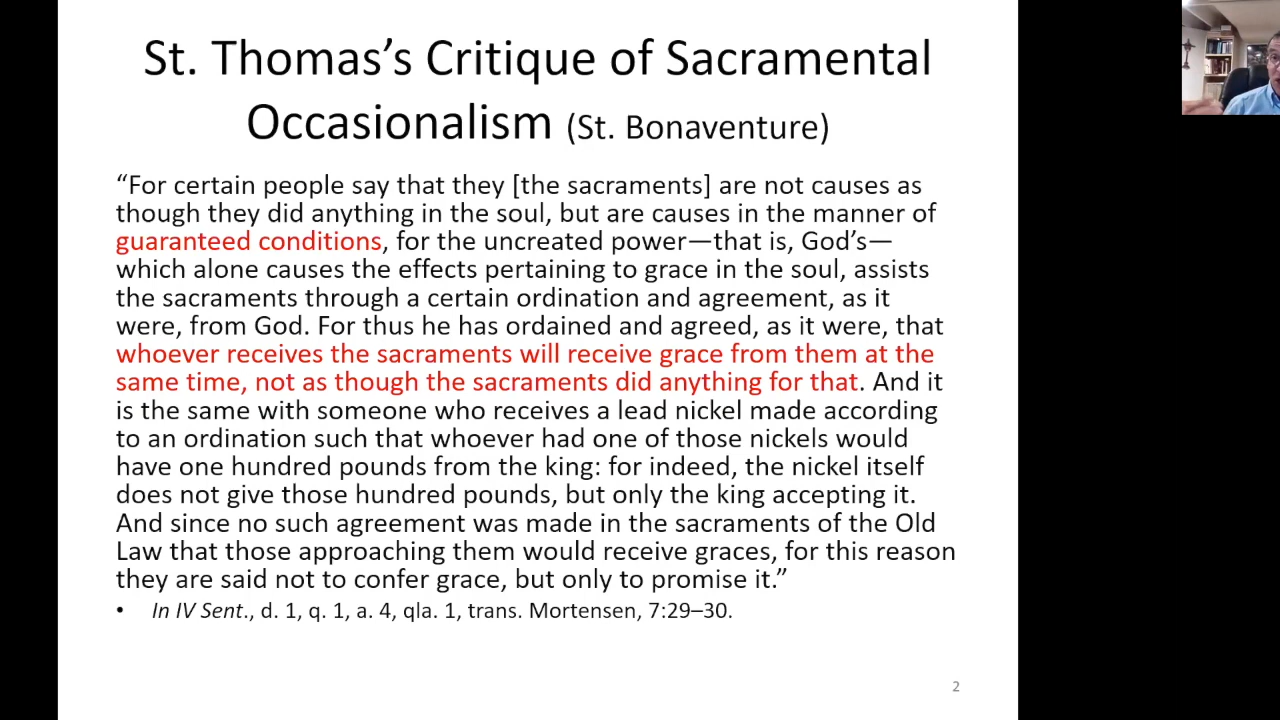 St. Thomas’s Critique of Sacramental
Occasionalism (St. Bonaventure)
“For certain people say that they [the sacraments] are not causes as
though they did anything in the soul, but are causes in the manner of
guaranteed conditions, for the uncreated power—that is, God’s—
which alone causes the effects pertaining to grace in the soul, assists
the sacraments through a certain ordination and agreement, as it
were, from God. For thus he has ordained and agreed, as it were, that
whoever receives the sacraments will receive grace from them at the
same time, not as though the sacraments did anything for that. And it
is the same with someone who receives a lead nickel made according
to an ordination such that whoever had one of those nickels would
have one hundred pounds from the king: for indeed, the nickel itself
does not give those hundred pounds, but only the king accepting it.
And since no such agreement was made in the sacraments of the Old
Law that those approaching them would receive graces, for this reason
they are said not to confer grace, but only to promise it.”
• In IV Sent., d. 1, q. 1, a. 4, qla. 1, trans. Mortensen, 7:29–30.
2